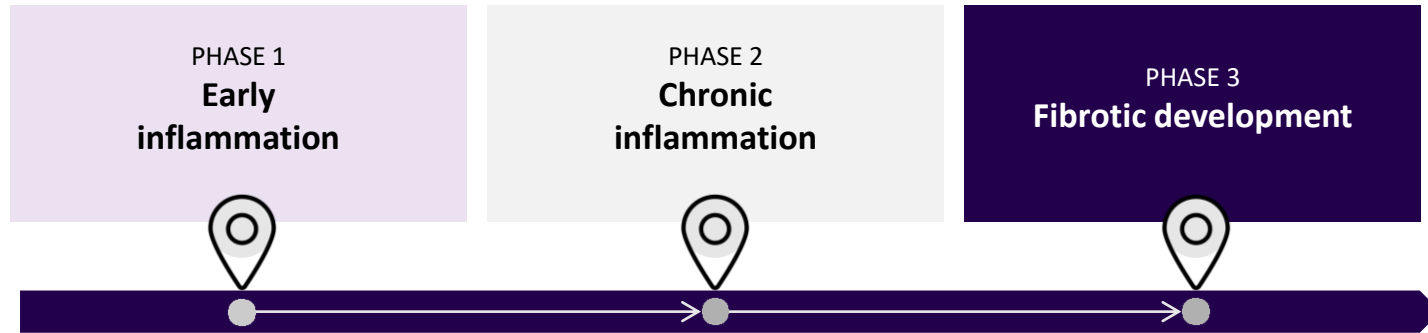 PHASE 1
Early
inflammation
PHASE 2
Chronic
inflammation
PHASE 3
Fibrotic development